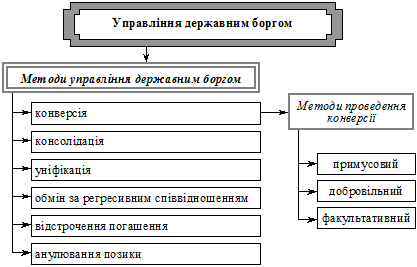 Управління державним боргом
Методи управління державним боргом
конверсія
консолідація
уніфікація
обмін за регресивним співвідношенням
відстрочення погашення
анулювання позики
Методи проведення
конверсії
примусовий
добровільний
факультативний